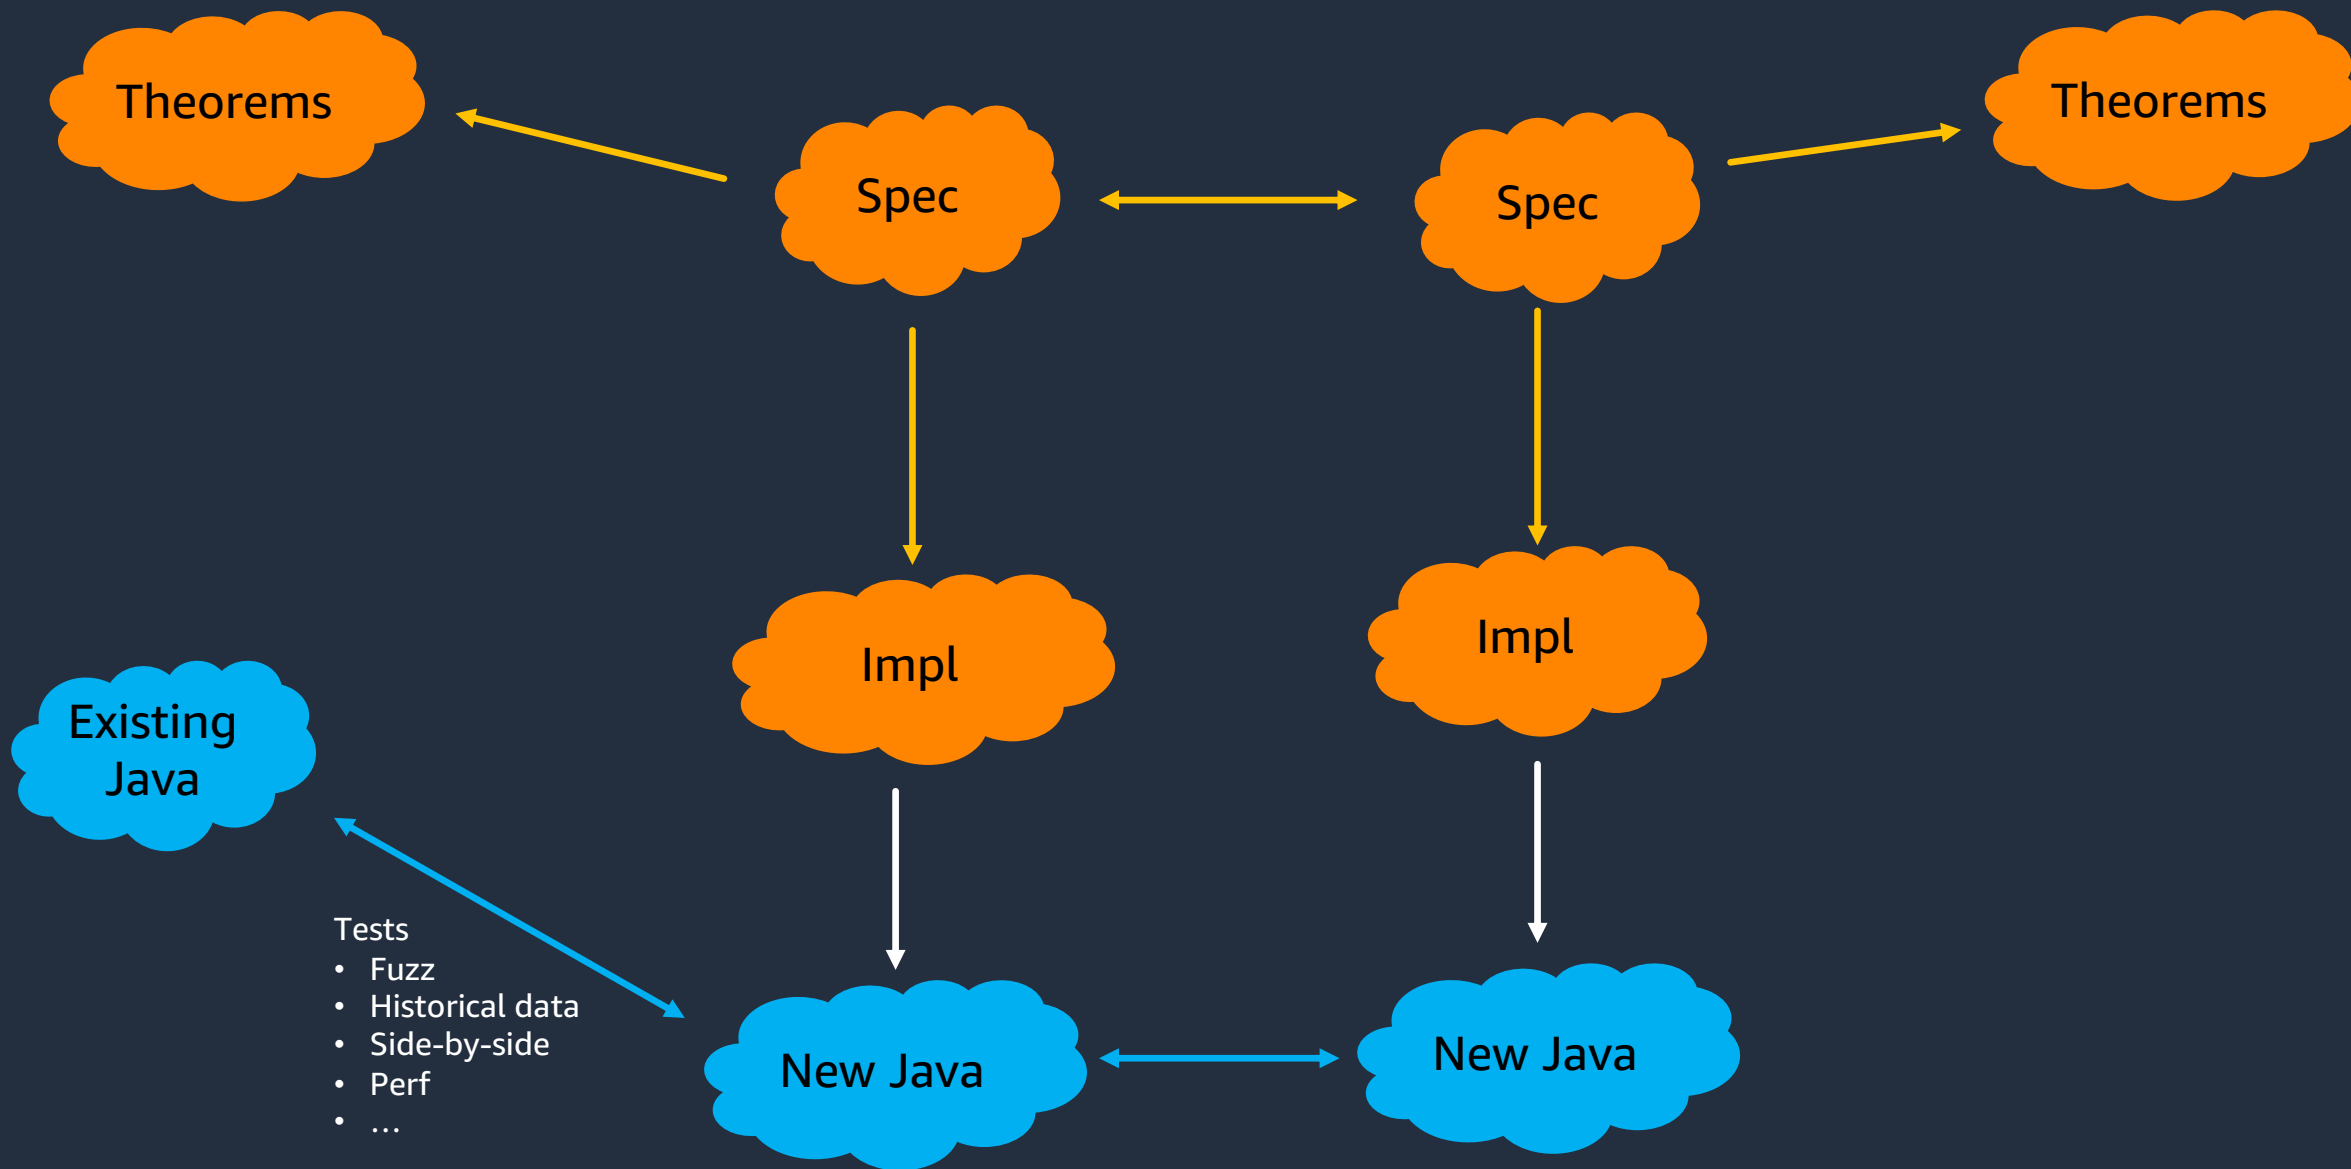 Theorems
Theorems
Spec
Spec
Impl
Impl
Existing
Java
Tests
• Fuzz
• Historical data
• Side-by-side
• Perf
• …
New Java
New Java